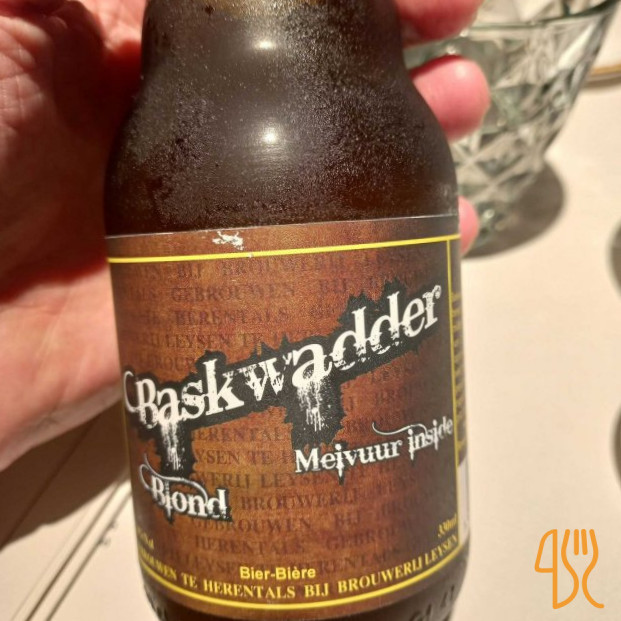 Baskwadder
Meivuur inside
Blond
330ml
Bier-Bière
GEBROUWEN TE HERENTALS BIJ BROUWERIJ LEYSEN